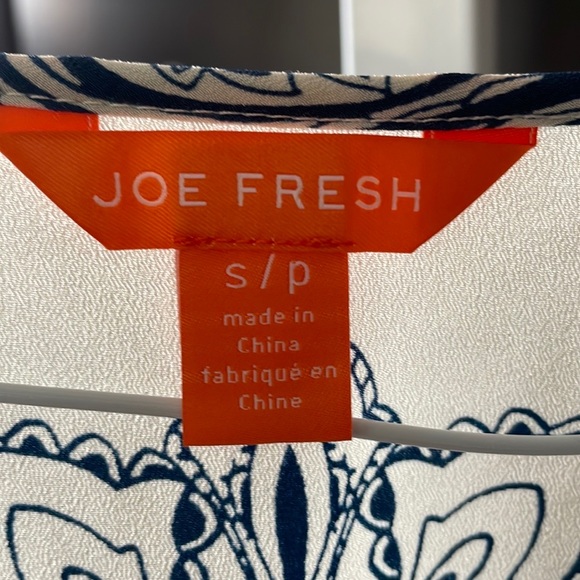 JOE FRESH
s/p
made in
China
fabriqué en
Chine